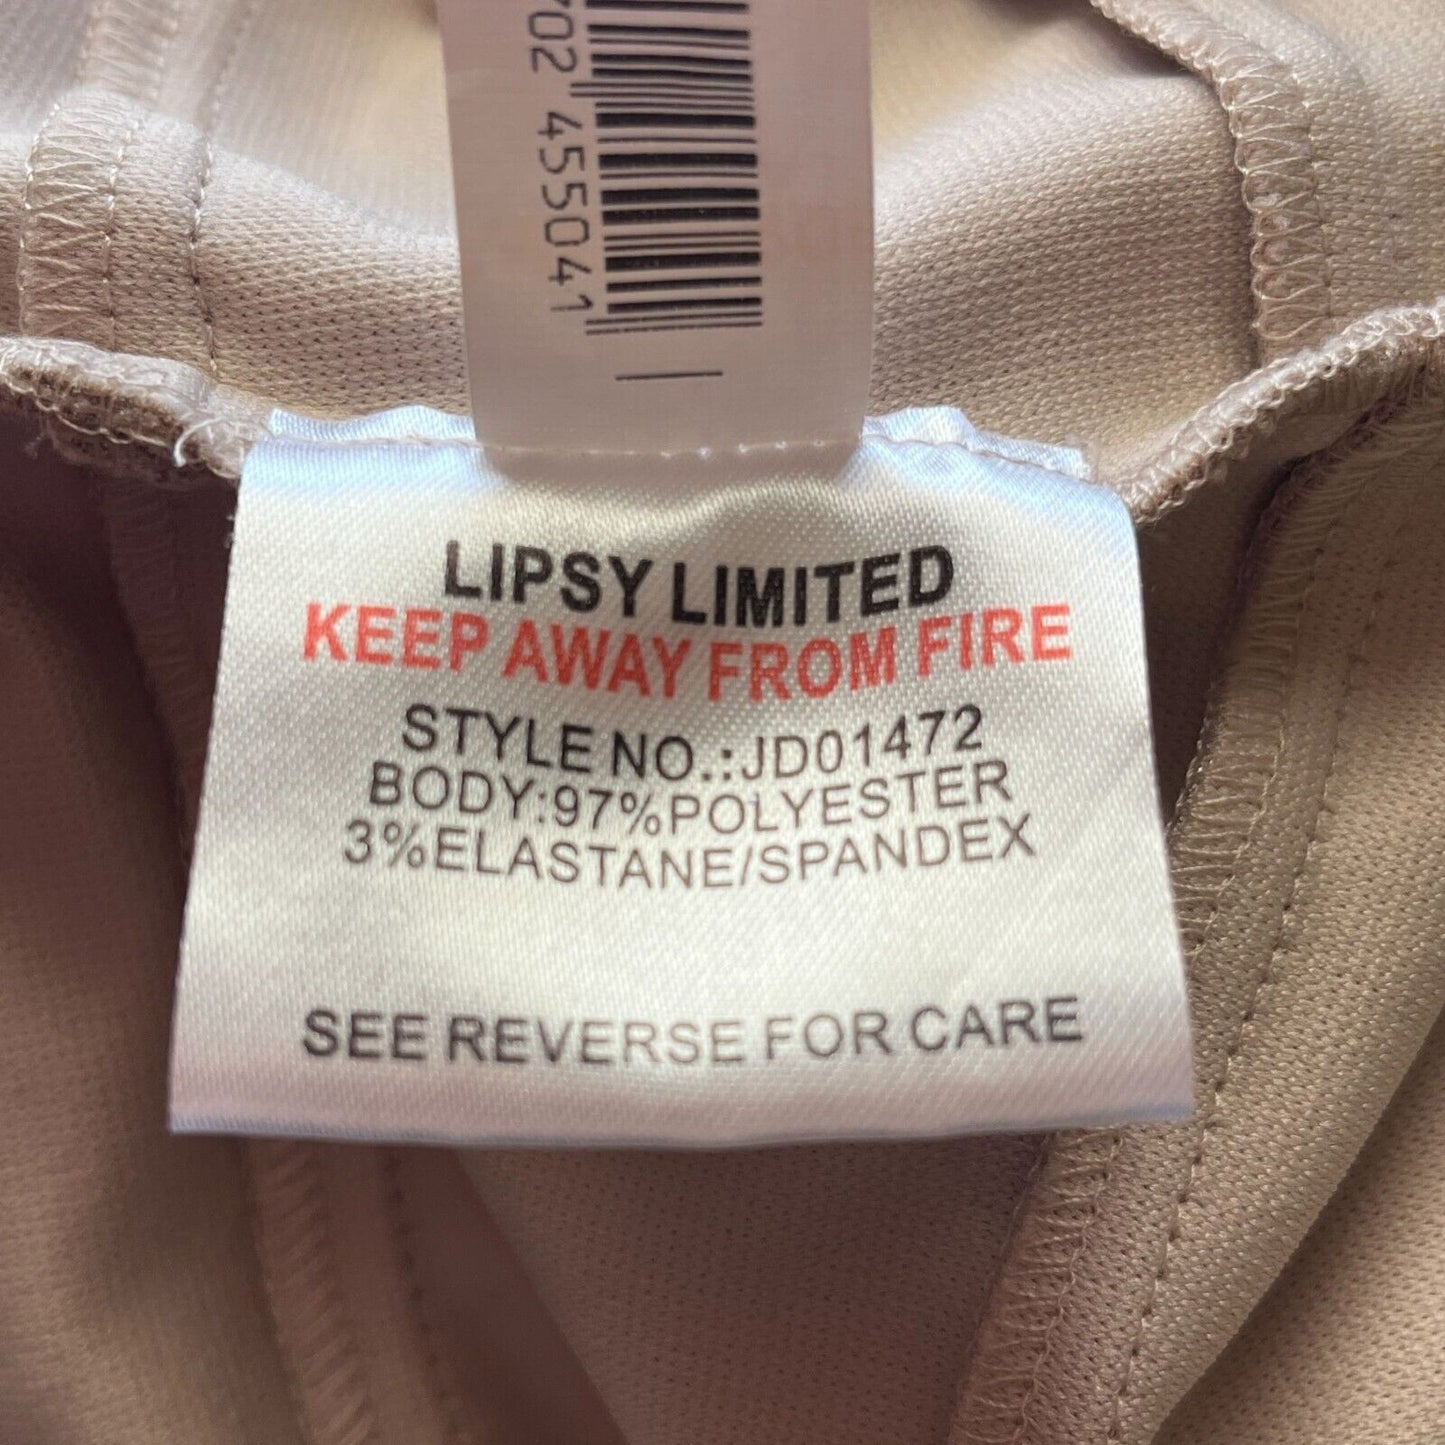 702 455041
LIPSY LIMITED
KEEP AWAY FROM FIRE
STYLE NO.:JD01472
BODY:97%POLYESTER
3%ELASTANE/SPANDEX
SEE REVERSE FOR CARE